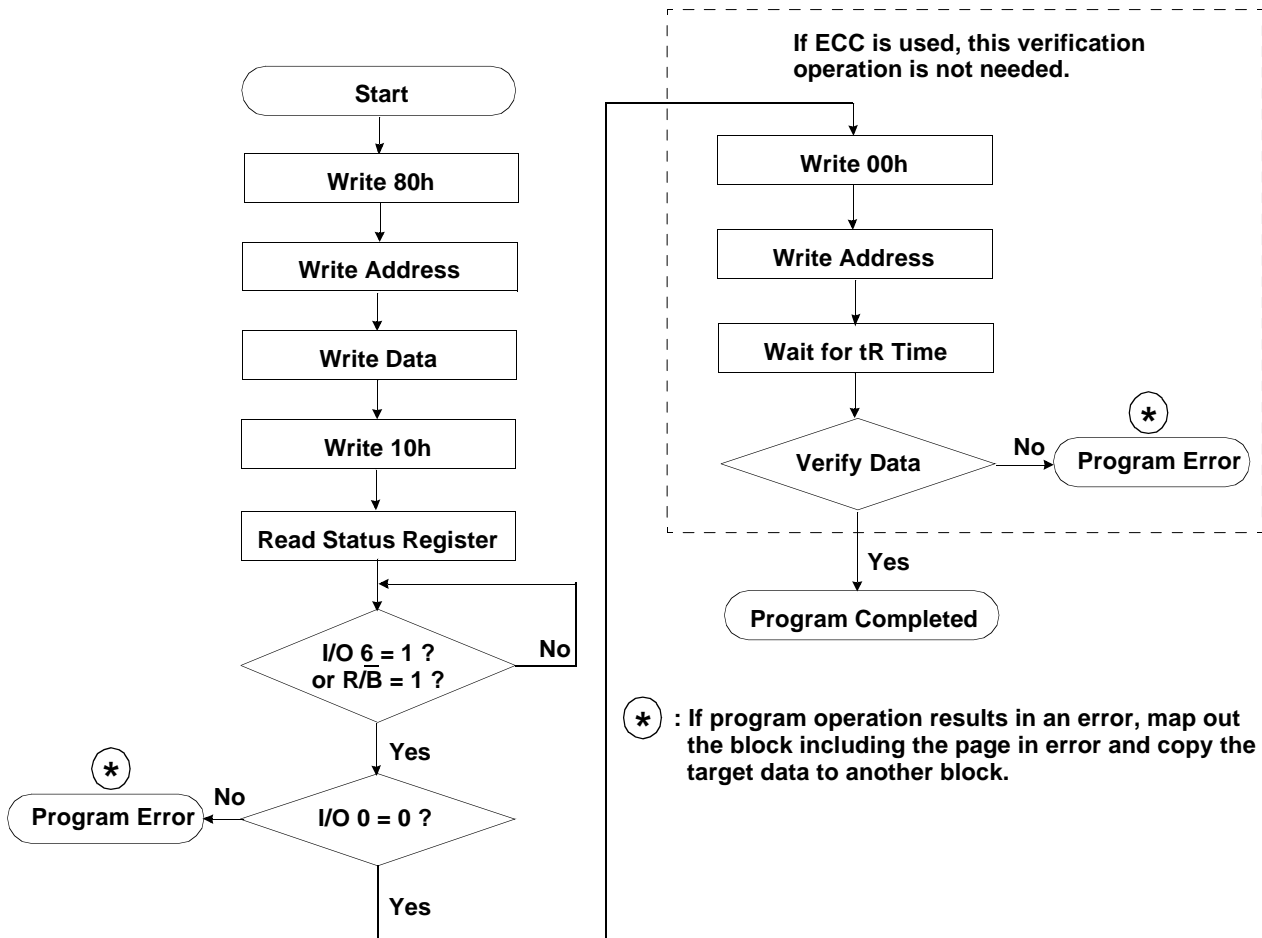 Start
Write 80h
Write Address
Write Data
Write 10h
Read Status Register
I/O 6 = 1 ?
or R/B̅ = 1 ?
No
Yes
*
Program Error
No
I/O 0 = 0 ?
Yes
If ECC is used, this verification
operation is not needed.
Write 00h
Write Address
Wait for tR Time
Verify Data
No
*
Program Error
Yes
Program Completed
* : If program operation results in an error, map out
the block including the page in error and copy the
target data to another block.